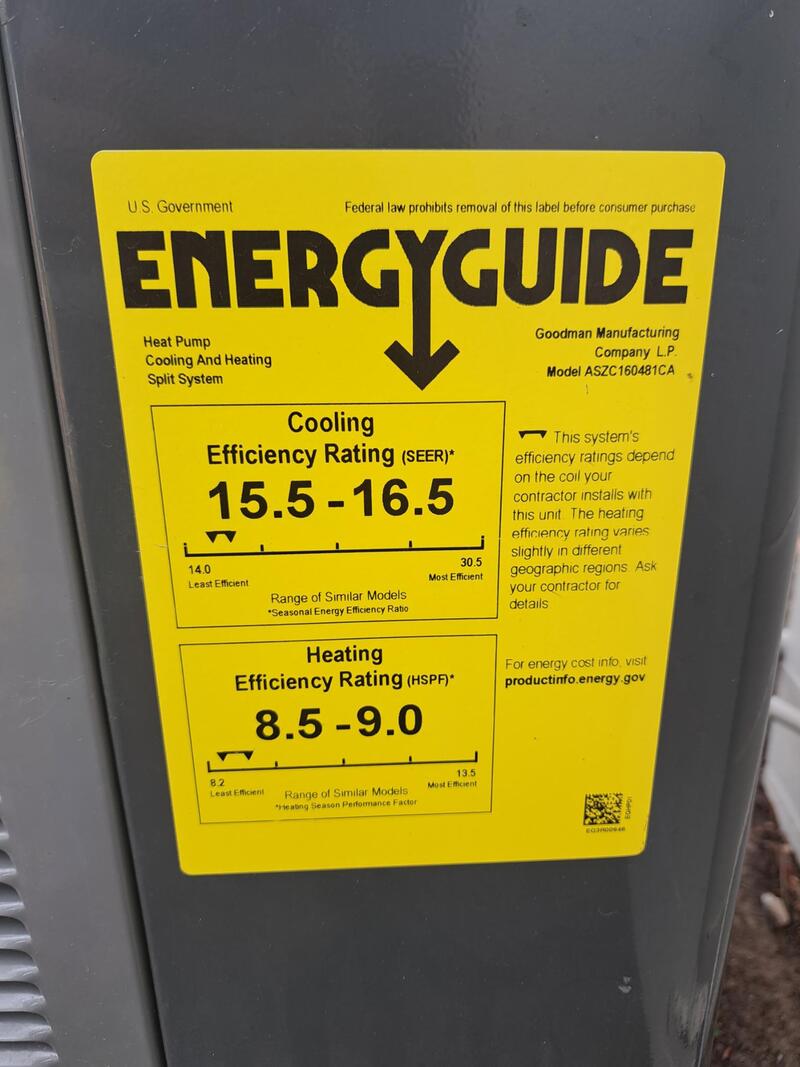 U.S. Government
Federal law prohibits removal of this label before consumer purchase
ENERGYGUIDE
Heat Pump
Cooling And Heating
Split System
Goodman Manufacturing
Company L.P.
Model ASZC160481CA
Cooling
Efficiency Rating (SEER)*
15.5 - 16.5
14.0
30.5
Least Efficient
Most Efficient
Range of Similar Models
*Seasonal Energy Efficiency Ratio
This system's
efficiency ratings depend
on the coil your
contractor installs with
this unit. The heating
efficiency rating varies
slightly in different
geographic regions. Ask
your contractor for
details
Heating
Efficiency Rating (HSPF)*
8.5 - 9.0
8.2
13.5
Least Efficient
Most Efficient
Range of Similar Models
*Heating Season Performance Factor
For energy cost info, visit
productinfo.energy.gov